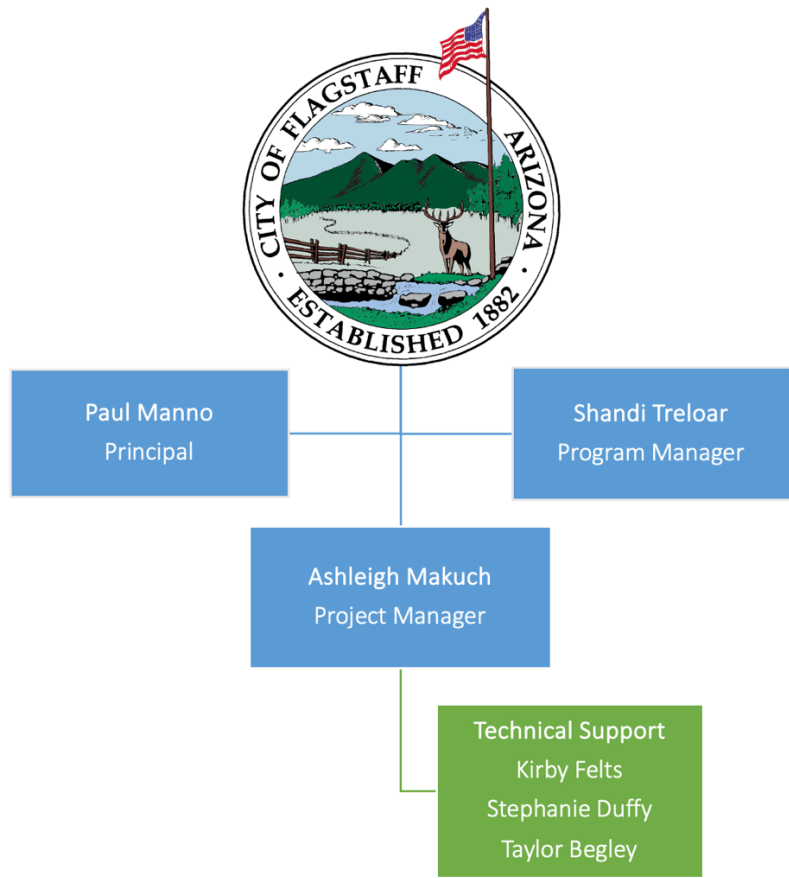 CITY OF FLAGSTAFF ARIZONA
· ESTABLISHED 1882 ·
Paul Manno
Principal
Shandi Treloar
Program Manager
Ashleigh Makuch
Project Manager
Technical Support
Kirby Felts
Stephanie Duffy
Taylor Begley